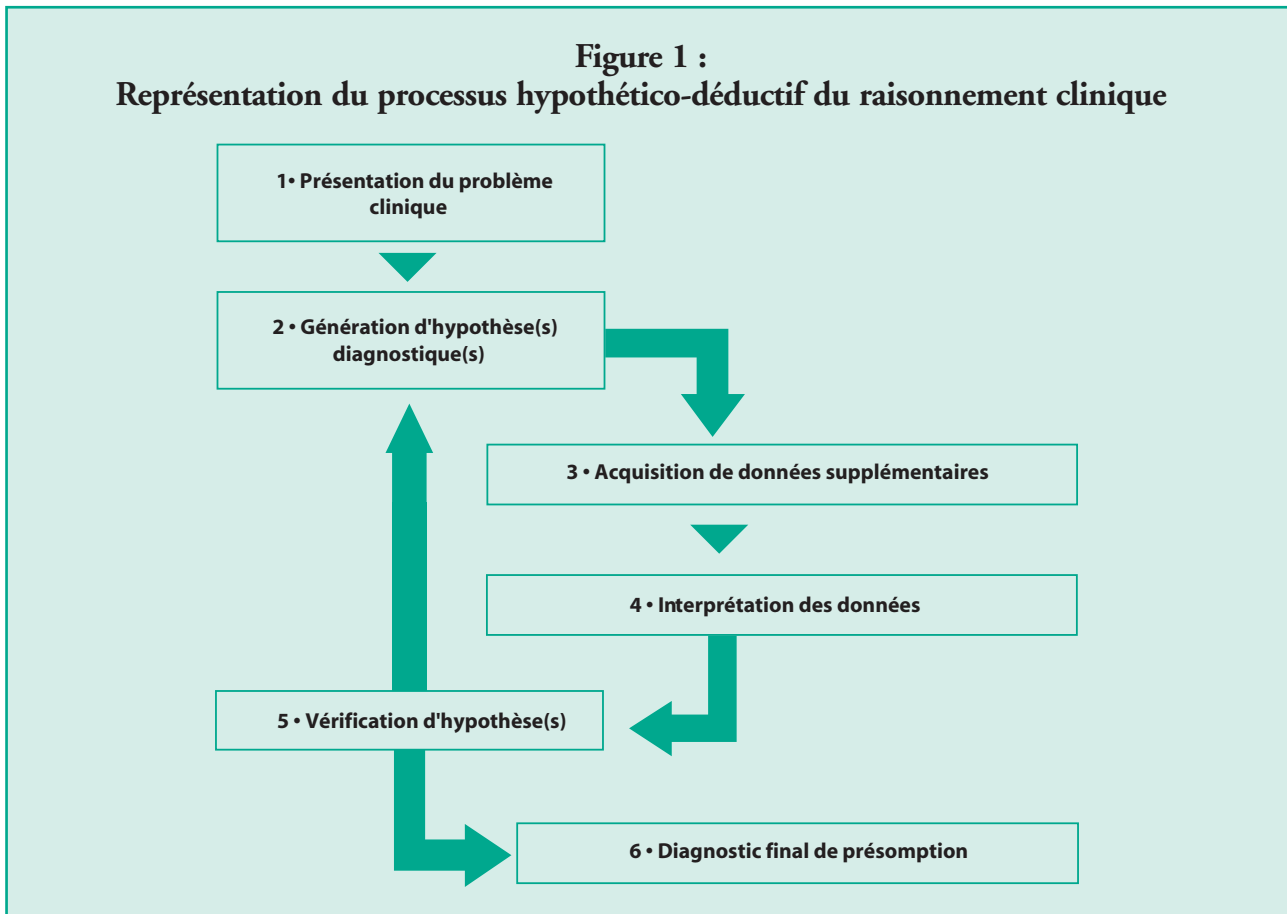 Figure 1 :
Représentation du processus hypothético-déductif du raisonnement clinique
1• Présentation du problème
clinique
2 • Génération d'hypothèse(s)
diagnostique(s)
3 • Acquisition de données supplémentaires
4 • Interprétation des données
5 • Vérification d'hypothèse(s)
6 • Diagnostic final de présomption